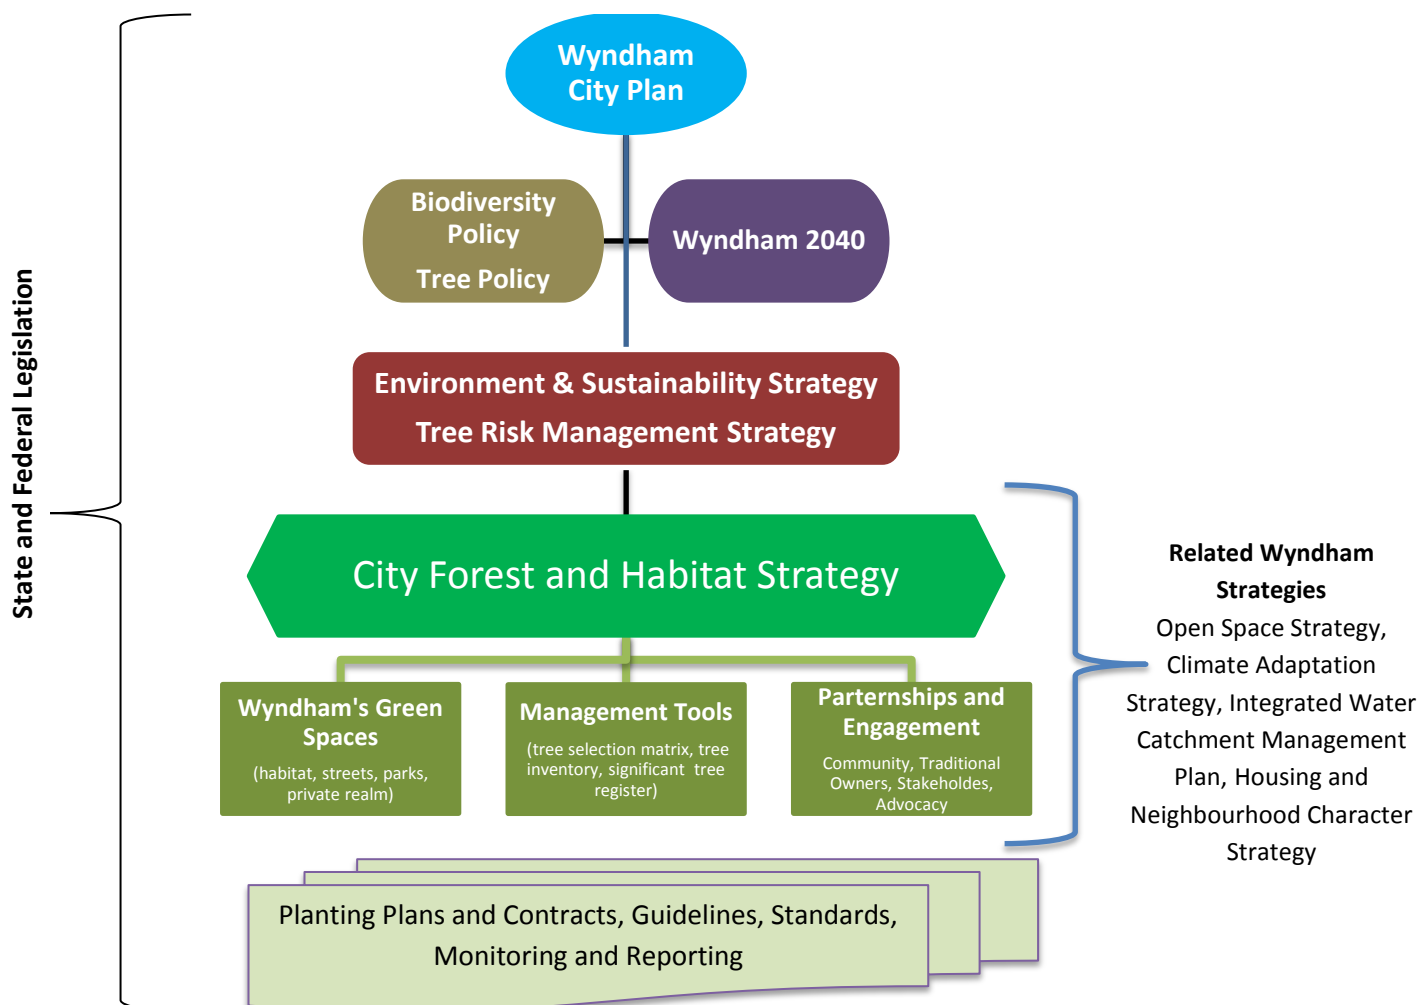 State and Federal Legislation
Wyndham
City Plan
Biodiversity
Policy
Tree Policy
Wyndham 2040
Environment & Sustainability Strategy
Tree Risk Management Strategy
City Forest and Habitat Strategy
Wyndham's Green
Spaces
(habitat, streets, parks,
private realm)
Management Tools
(tree selection matrix, tree
inventory, significant tree
register)
Parternships and
Engagement
Community, Traditional
Owners, Stakeholdes,
Advocacy
Related Wyndham
Strategies
Open Space Strategy,
Climate Adaptation
Strategy, Integrated Water
Catchment Management
Plan, Housing and
Neighbourhood Character
Strategy
Planting Plans and Contracts, Guidelines, Standards,
Monitoring and Reporting